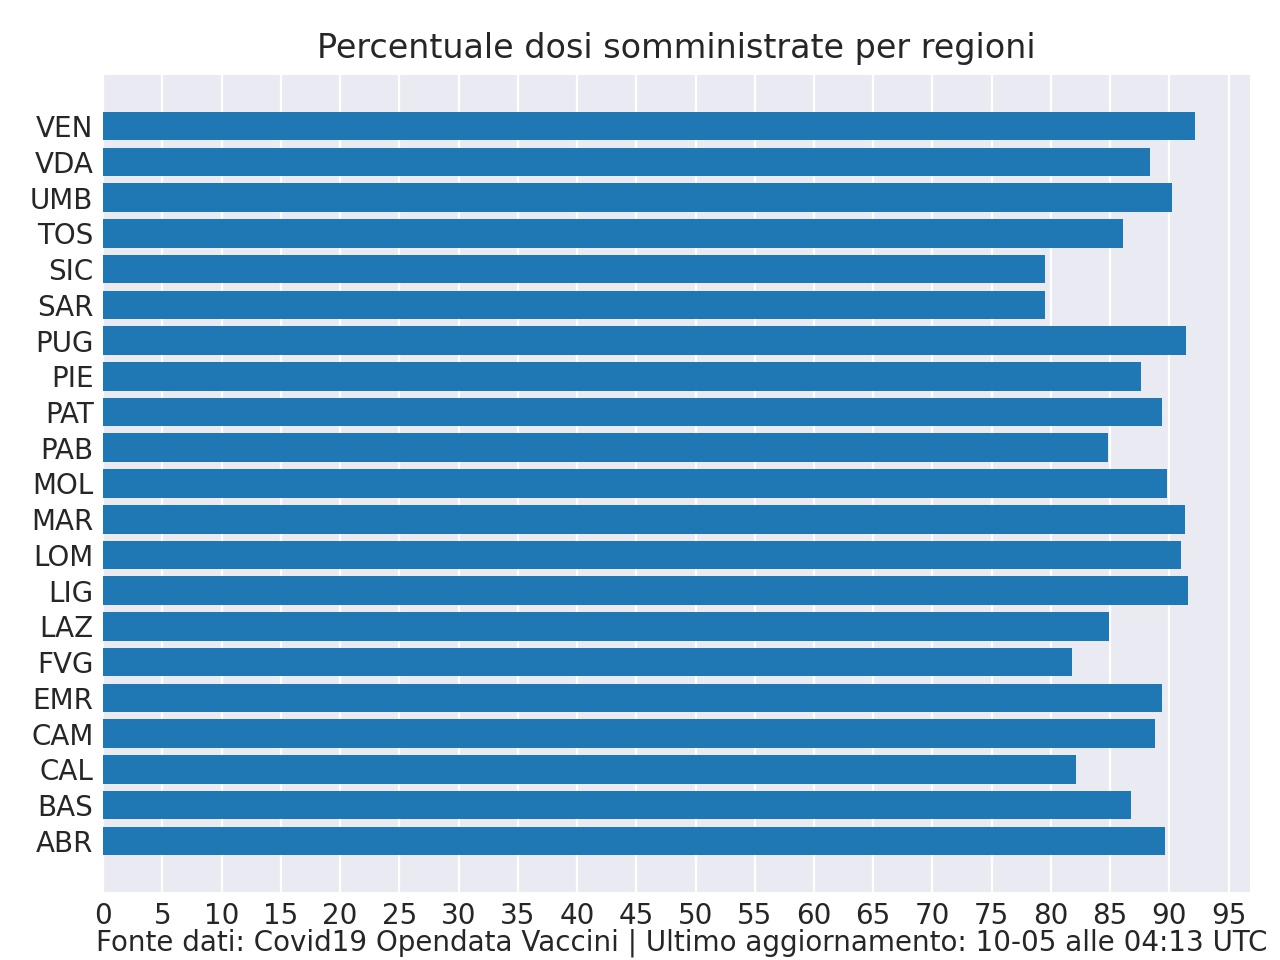 Percentuale dosi somministrate per regioni
VEN
VDA
UMB
TOS
SIC
SAR
PUG
PIE
PAT
PAB
MOL
MAR
LOM
LIG
LAZ
FVG
EMR
CAM
CAL
BAS
ABR
0 5 10 15 20 25 30 35 40 45 50 55 60 65 70 75 80 85 90 95
Fonte dati: Covid19 Opendata Vaccini | Ultimo aggiornamento: 10-05 alle 04:13 UTC